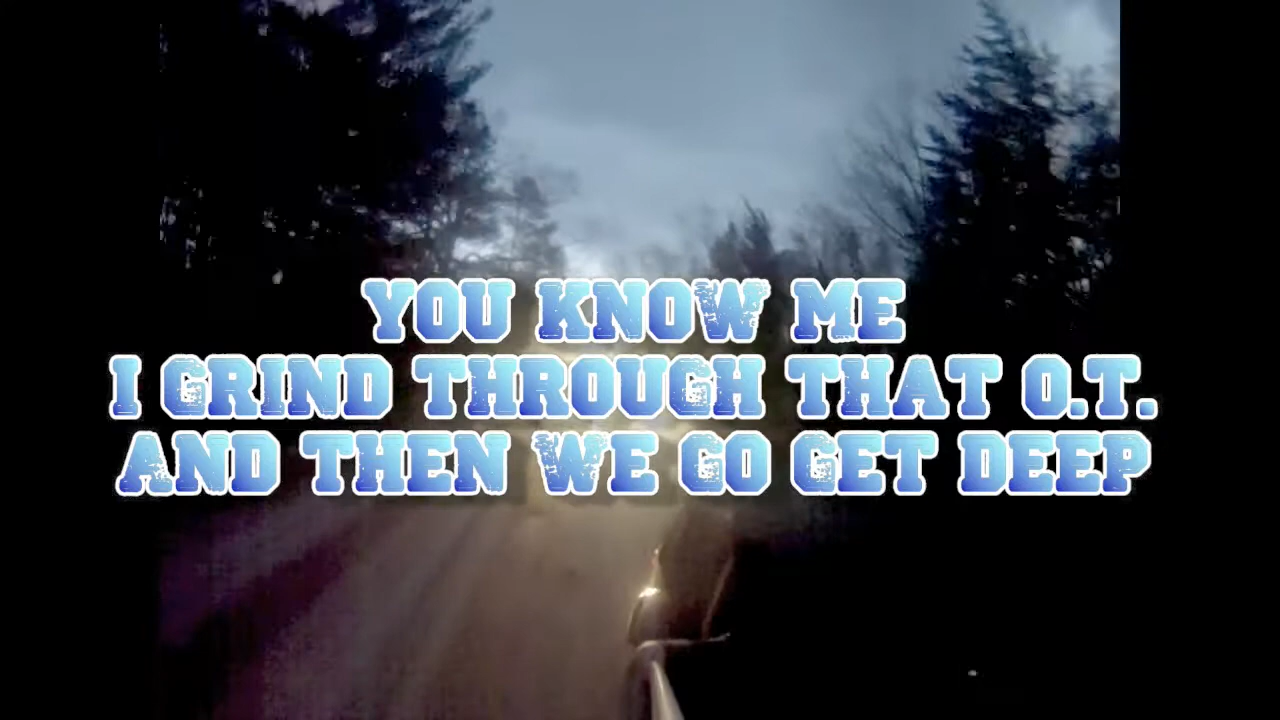 YOU KNOW ME
I GRIND THROUGH THAT O.T.
AND THEN WE GO GET DEEP